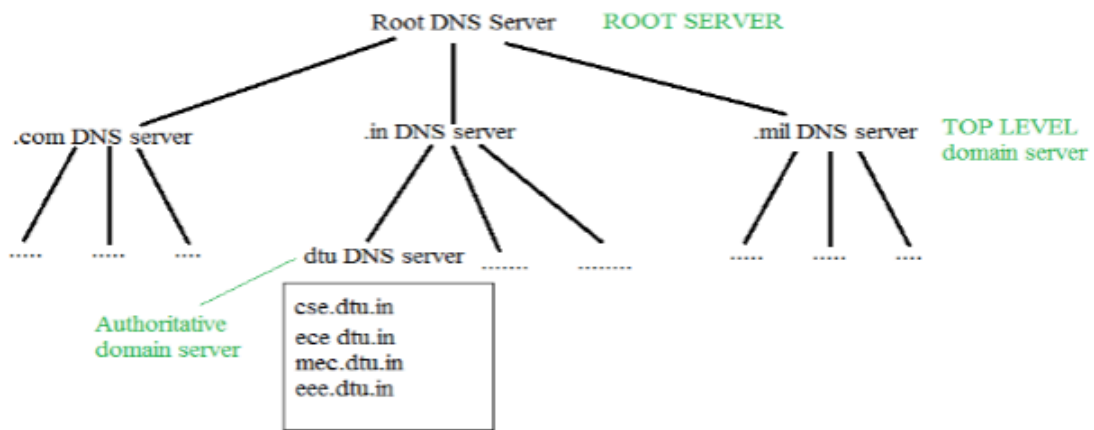 Root DNS Server ROOT SERVER
.com DNS server .in DNS server .mil DNS server TOP LEVEL
domain server
..... ..... .... dtu DNS server ....... ........ ..... ..... ....
Authoritative
domain server
cse.dtu.in
ece dtu.in
mec.dtu.in
eee.dtu.in